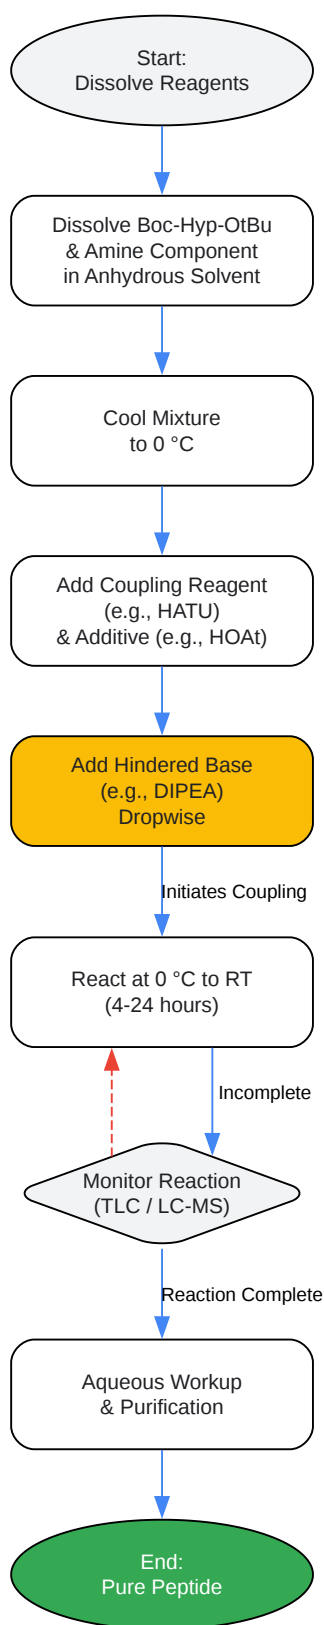 Start:
Dissolve Reagents
Dissolve Boc-Hyp-OtBu
& Amine Component
in Anhydrous Solvent
Cool Mixture
to 0 °C
Add Coupling Reagent
(e.g., HATU)
& Additive (e.g., HOAt)
Add Hindered Base
(e.g., DIPEA)
Dropwise
Initiates Coupling
React at 0 °C to RT
(4-24 hours)
Incomplete
Monitor Reaction
(TLC / LC-MS)
Reaction Complete
Aqueous Workup
& Purification
End:
Pure Peptide